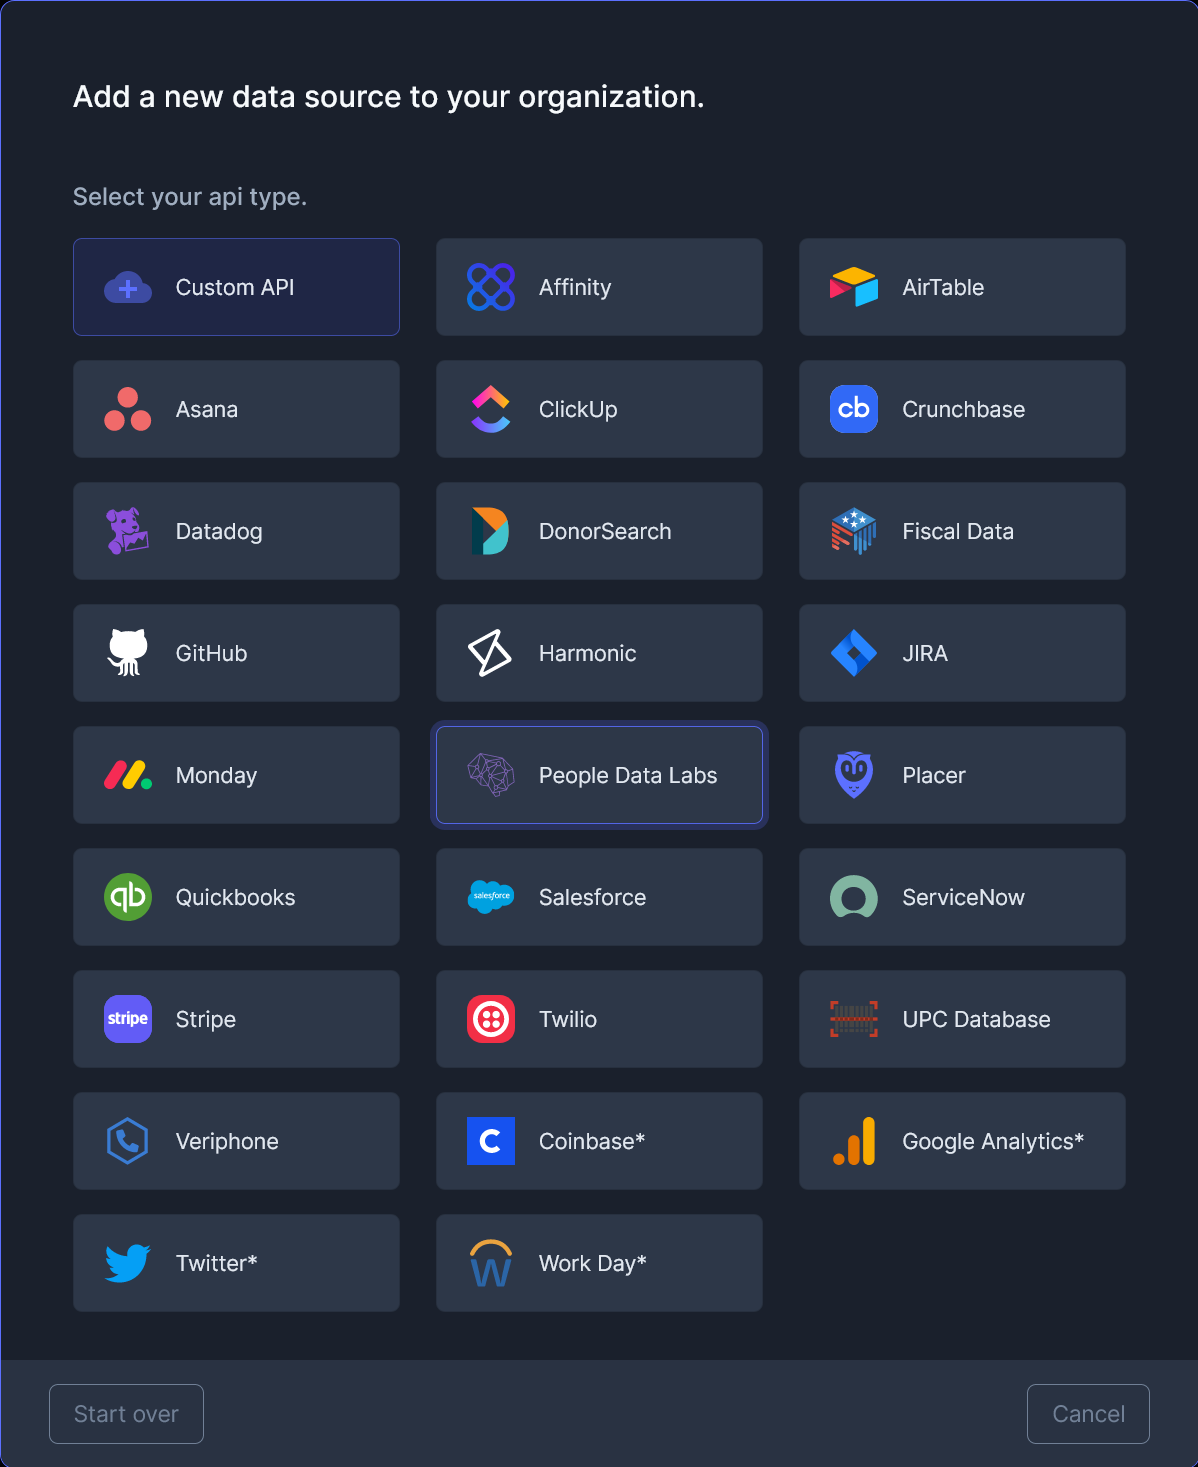 Add a new data source to your organization.
Select your api type.
Custom API
Affinity
AirTable
Asana
ClickUp
cb
Crunchbase
Datadog
DonorSearch
Fiscal Data
GitHub
Harmonic
JIRA
Monday
People Data Labs
Placer
qb
Quickbooks
salesforce
Salesforce
ServiceNow
stripe
Stripe
Twilio
UPC Database
Veriphone
C
Coinbase*
Google Analytics*
Twitter*
W
Work Day*
Start over
Cancel